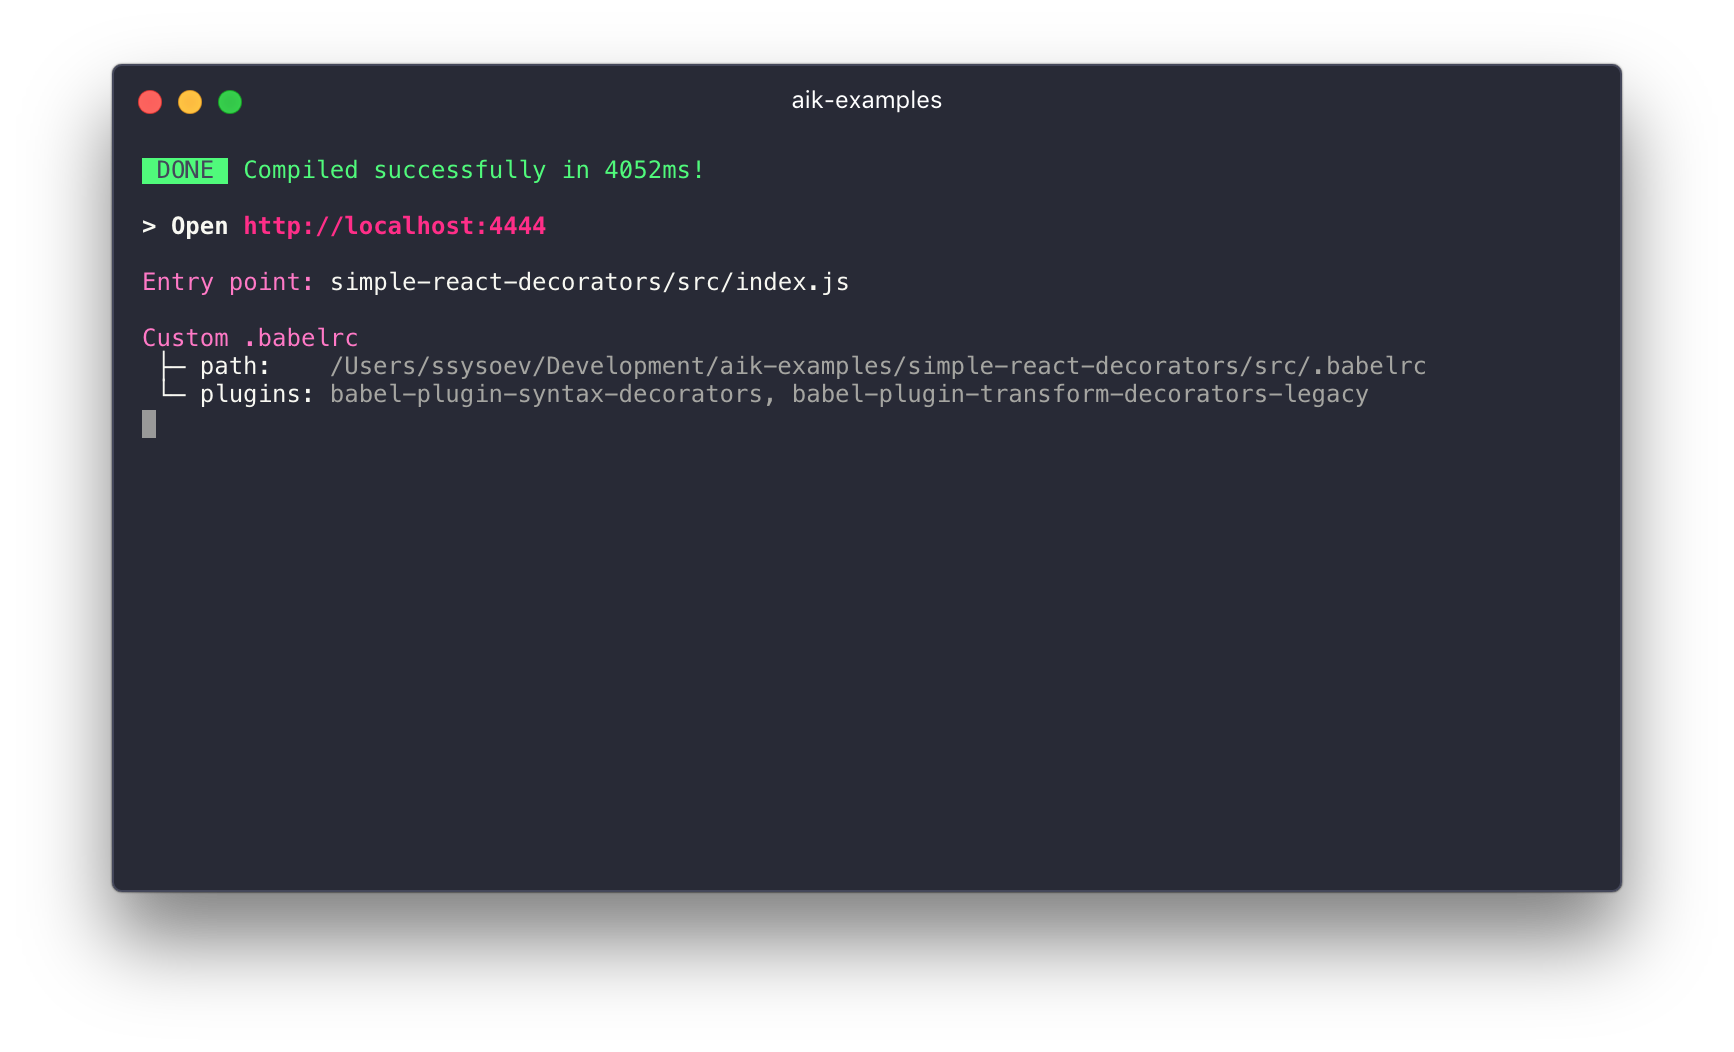 aik-examples
DONE Compiled successfully in 4052ms!
> Open http://localhost:4444
Entry point: simple-react-decorators/src/index.js
Custom .babelrc
├─ path:    /Users/ssysoev/Development/aik-examples/simple-react-decorators/src/.babelrc
└─ plugins: babel-plugin-syntax-decorators, babel-plugin-transform-decorators-legacy